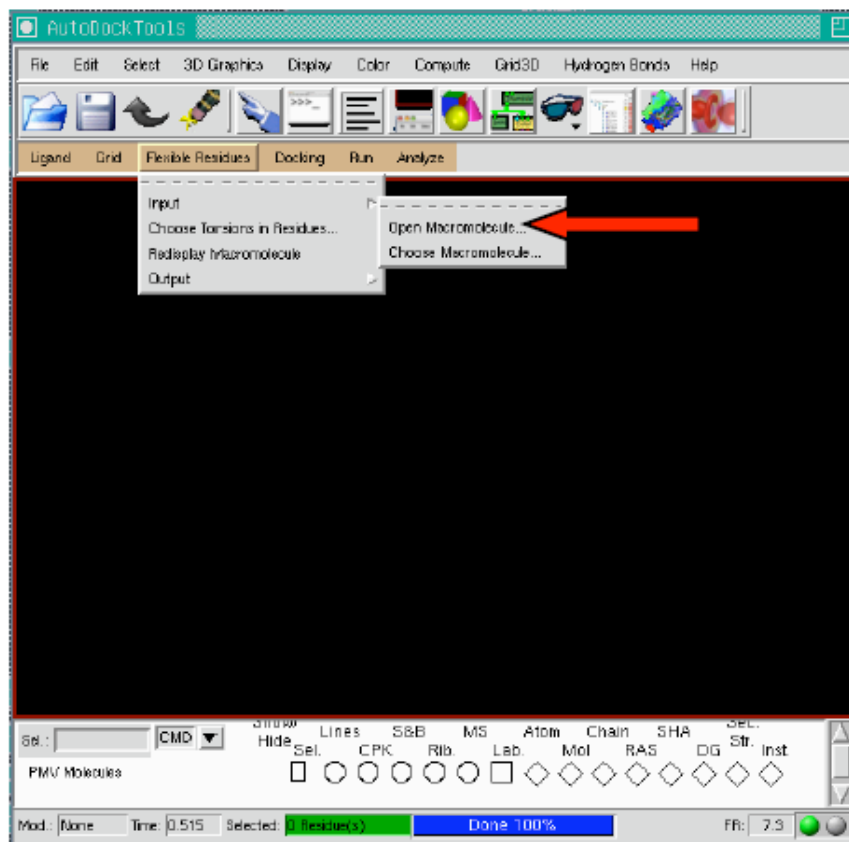 AutoDockTools
File Edit Select 3D Graphics Display Color Compute Grid3D Hydrogen Bonds Help
>>>_
Ligand Grid Flexible Residues Docking Run Analyze
Input
Choose Torsions in Residues...
Redisplay Macromolecule
Output
Open Macromolecule...
Choose Macromolecule...
Sel.: CMD
Show/
Hide
Lines S&B MS Atom Chain SHA Sec.
Str.
Sel. CPK Rib. Lab. Mol RAS DG Inst
PMV Molecules
Mod.: None Time: 0.515 Selected: 0 Residue(s) Done 100% FR: 7.3